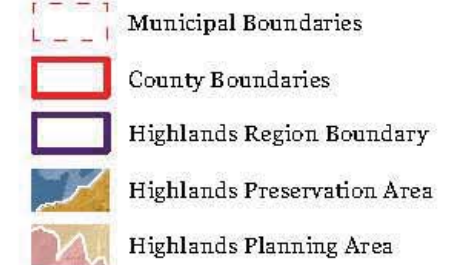 Municipal Boundaries
County Boundaries
Highlands Region Boundary
Highlands Preservation Area
Highlands Planning Area